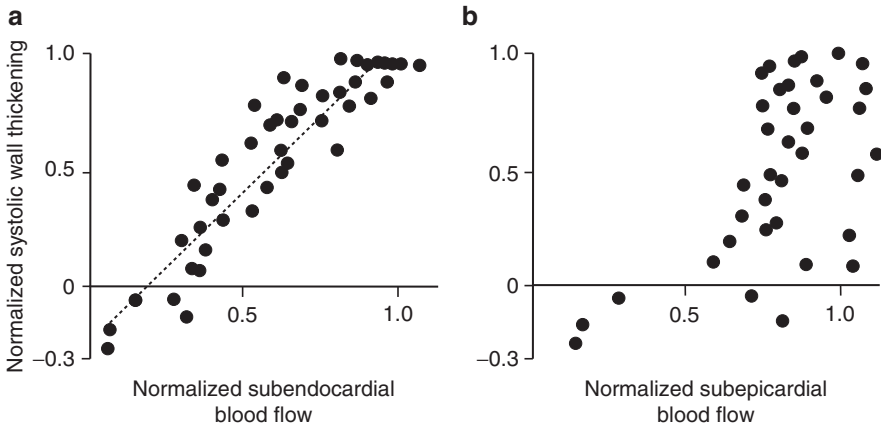 a
Normalized systolic wall thickening
1.0
0.5
0
−0.3
0.5
1.0
Normalized subendocardial
blood flow
b
1.0
0.5
0
−0.3
0.5
1.0
Normalized subepicardial
blood flow